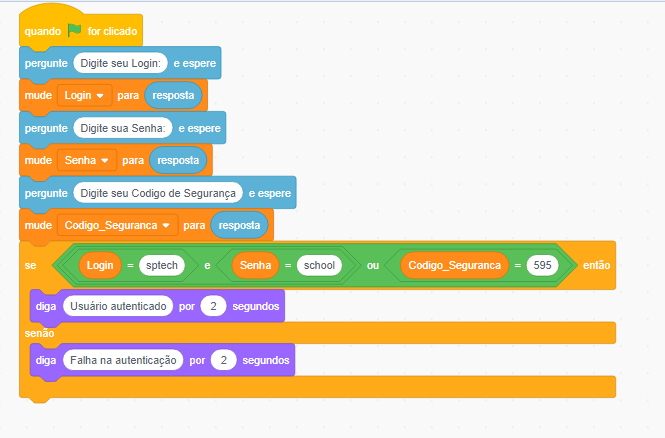 quando for clicado
pergunte Digite seu Login: e espere
mude Login para resposta
pergunte Digite sua Senha: e espere
mude Senha para resposta
pergunte Digite seu Codigo de Segurança e espere
mude Codigo_Seguranca para resposta
se Login = sptech e Senha = school ou Codigo_Seguranca = 595 então
diga Usuário autenticado por 2 segundos
senão
diga Falha na autenticação por 2 segundos